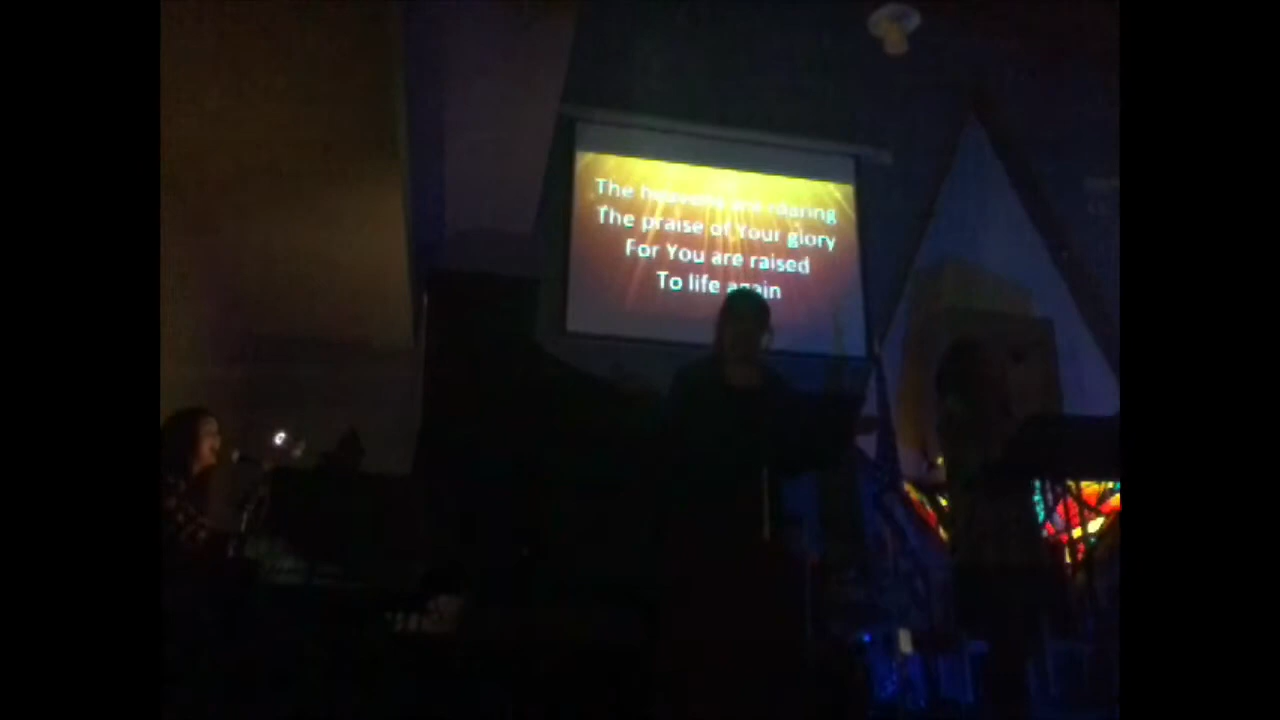 The heavens are roaring
The praise of Your glory
For You are raised
To life again